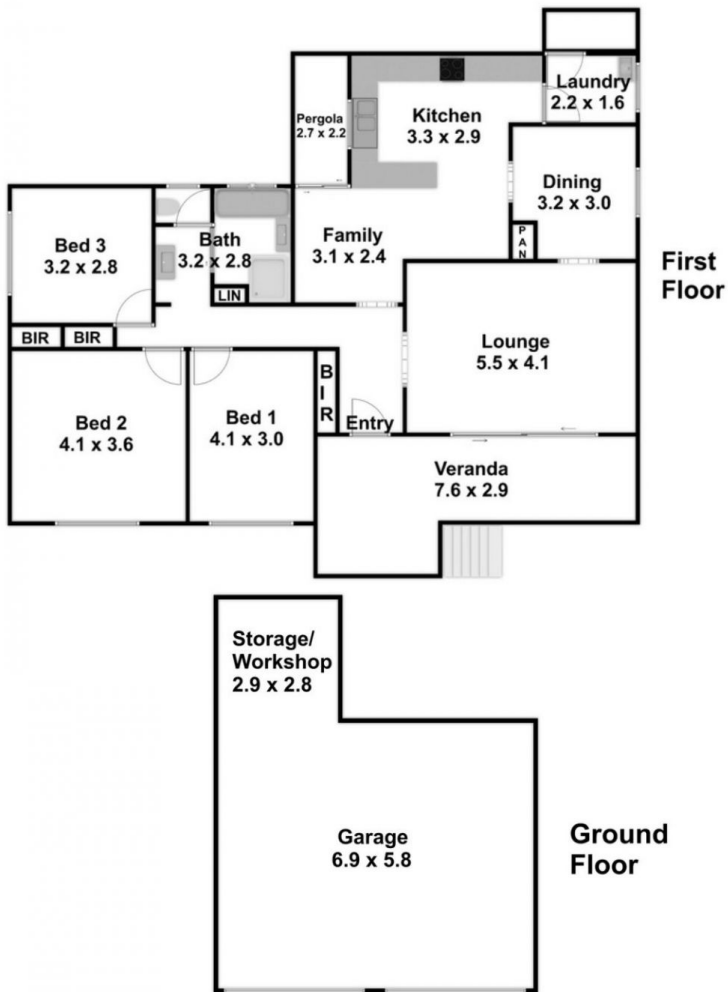 Laundry
2.2 x 1.6
Kitchen
3.3 x 2.9
Pergola
2.7 x 2.2
Dining
3.2 x 3.0
PAN
Family
3.1 x 2.4
Bath
3.2 x 2.8
Bed 3
3.2 x 2.8
LIN
First
Floor
BIR
BIR
Lounge
5.5 x 4.1
BIR
Bed 2
4.1 x 3.6
Bed 1
4.1 x 3.0
Entry
Veranda
7.6 x 2.9
Storage/
Workshop
2.9 x 2.8
Garage
6.9 x 5.8
Ground
Floor